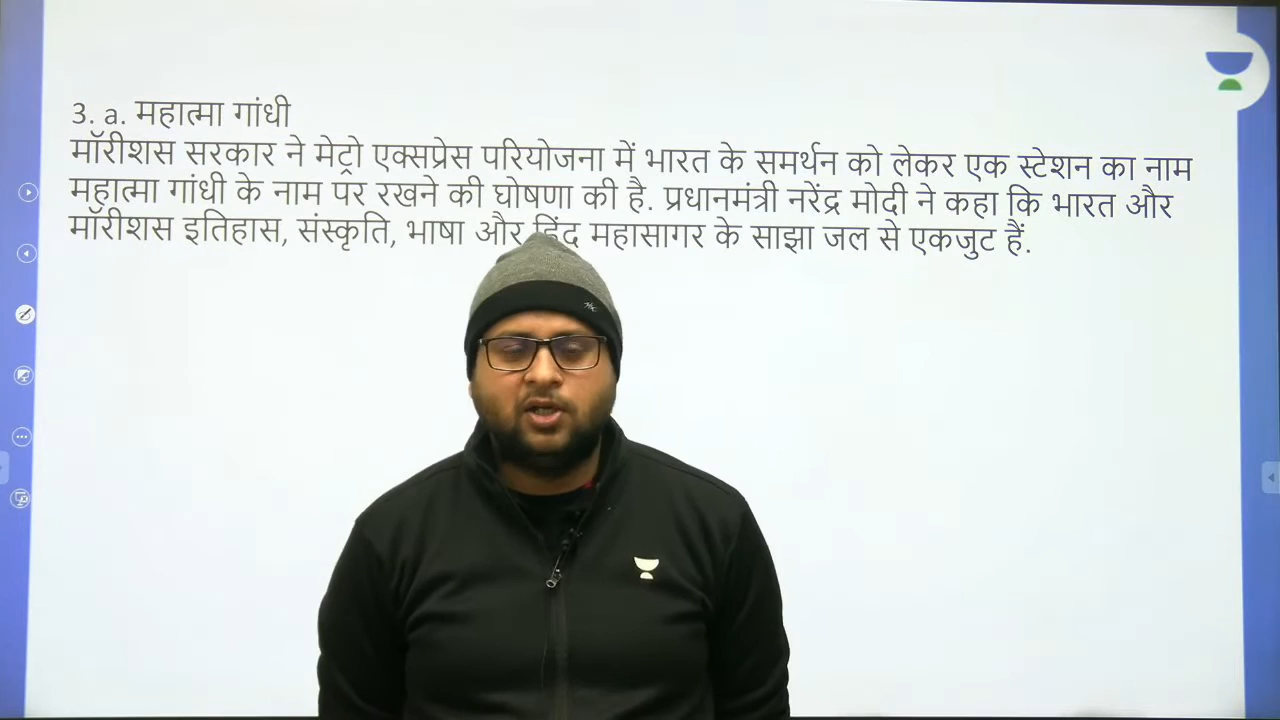 3. a. महात्मा गांधी
मॉरीशस सरकार ने मेट्रो एक्सप्रेस परियोजना में भारत के समर्थन को लेकर एक स्टेशन का नाम
महात्मा गांधी के नाम पर रखने की घोषणा की है. प्रधानमंत्री नरेंद्र मोदी ने कहा कि भारत और
मॉरीशस इतिहास, संस्कृति, भाषा और हिंद महासागर के साझा जल से एकजुट हैं.